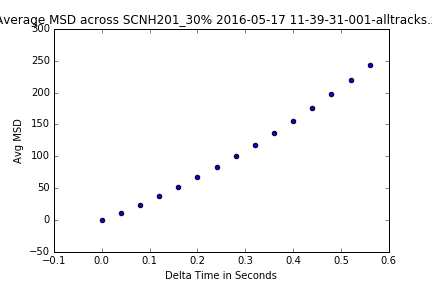 Average MSD across SCNH201_30% 2016-05-17 11-39-31-001-alltracks.
300
250
200
150
100
50
0
−50
Avg MSD
−0.1 0.0 0.1 0.2 0.3 0.4 0.5 0.6
Delta Time in Seconds